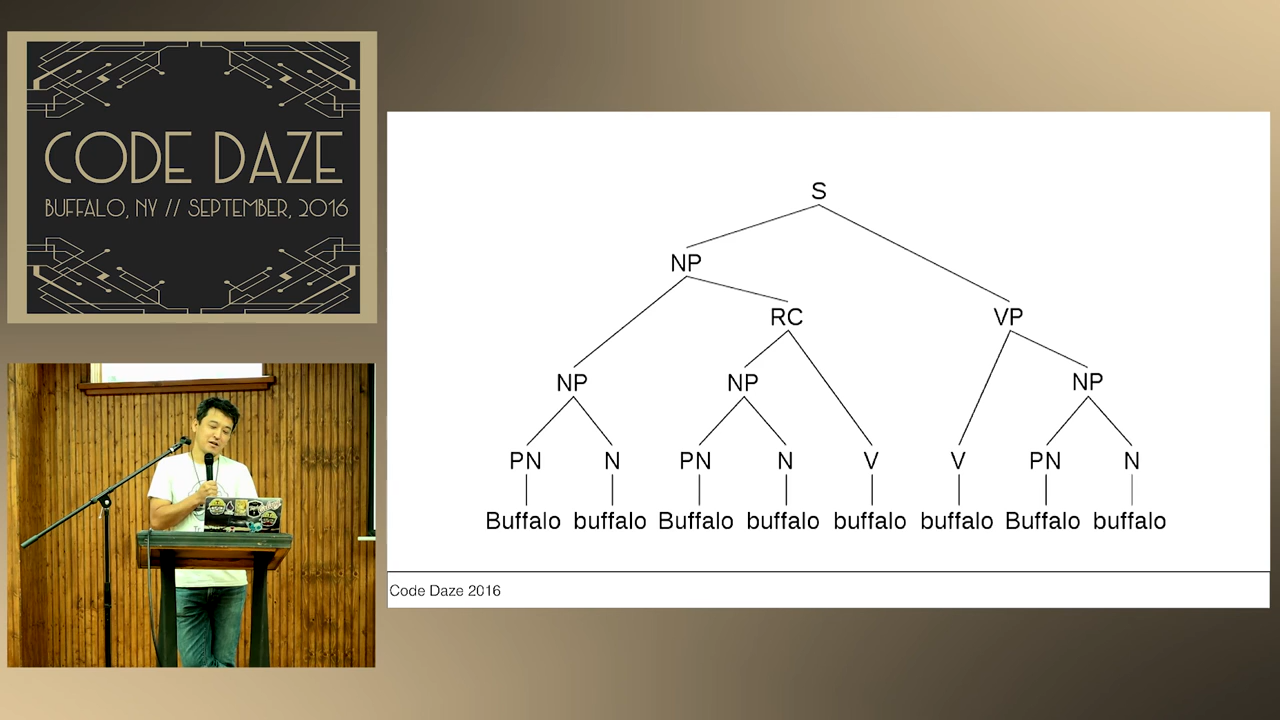 CODE DAZE
BUFFALO, NY // SEPTEMBER, 2016
S
NP
RC VP
NP NP NP
PN N PN N V V PN N
Buffalo buffalo Buffalo buffalo buffalo buffalo Buffalo buffalo
Code Daze 2016